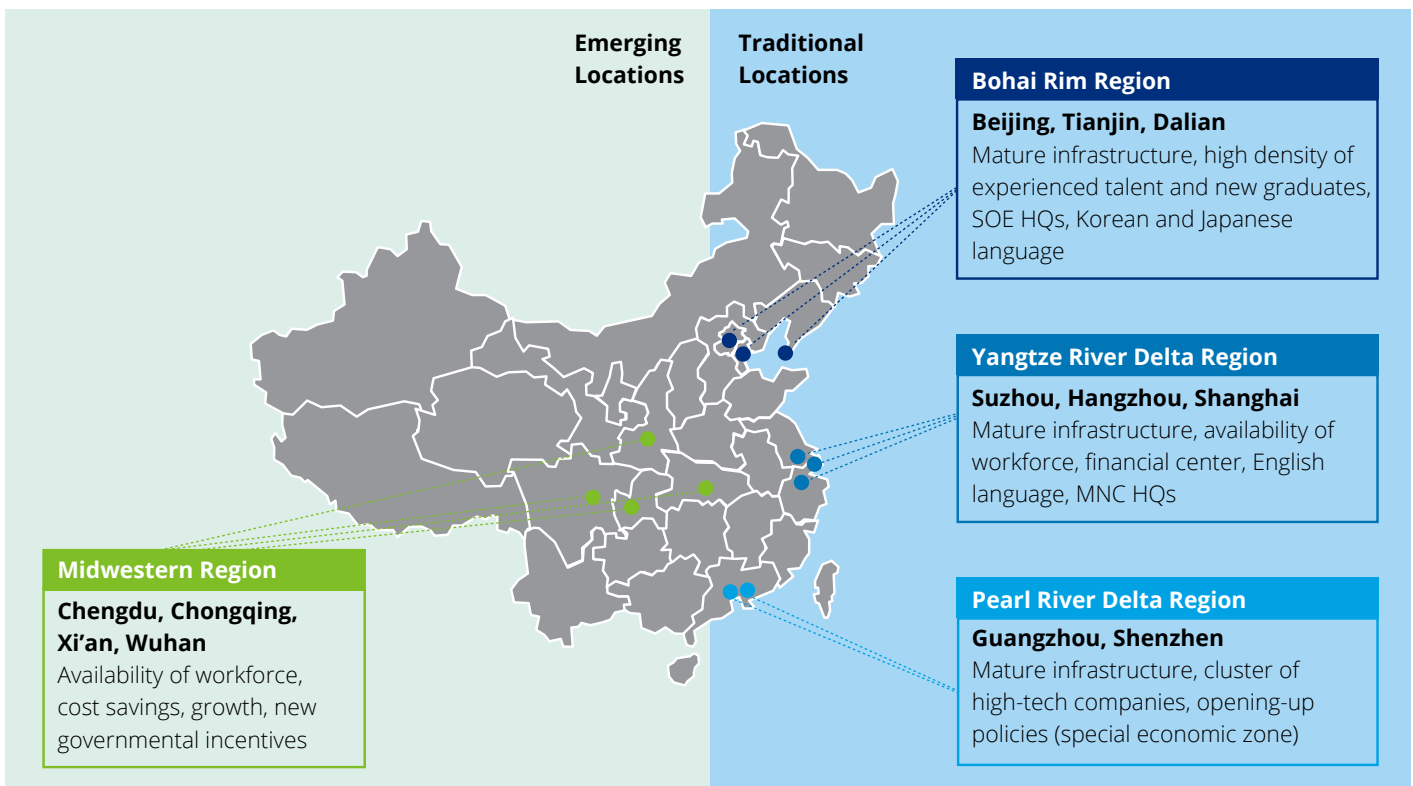 Emerging
Locations
Traditional
Locations
Bohai Rim Region
Beijing, Tianjin, Dalian
Mature infrastructure, high density of
experienced talent and new graduates,
SOE HQs, Korean and Japanese
language
Yangtze River Delta Region
Suzhou, Hangzhou, Shanghai
Mature infrastructure, availability of
workforce, financial center, English
language, MNC HQs
Midwestern Region
Chengdu, Chongqing,
Xi’an, Wuhan
Availability of workforce,
cost savings, growth, new
governmental incentives
Pearl River Delta Region
Guangzhou, Shenzhen
Mature infrastructure, cluster of
high-tech companies, opening-up
policies (special economic zone)